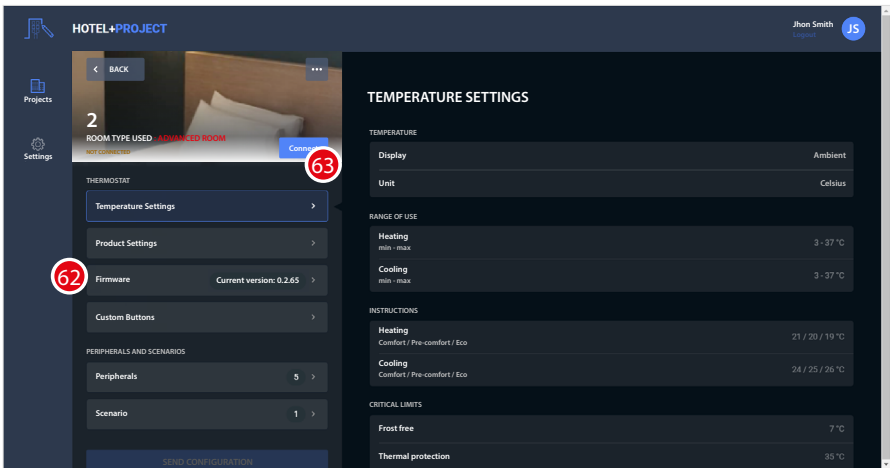 HOTEL+PROJECT
Jhon Smith
Logout
JS
Projects
Settings
BACK
2
ROOM TYPE USED : ADVANCED ROOM
NOT CONNECTED
Connect
63
THERMOSTAT
Temperature Settings
Product Settings
62
Firmware Current version: 0.2.65
Custom Buttons
PERIPHERALS AND SCENARIOS
Peripherals 5
Scenario 1
SEND CONFIGURATION
TEMPERATURE SETTINGS
TEMPERATURE
Display Ambient
Unit Celsius
RANGE OF USE
Heating
min - max 3 - 37 °C
Cooling
min - max 3 - 37 °C
INSTRUCTIONS
Heating
Comfort / Pre-comfort / Eco 21 / 20 / 19 °C
Cooling
Comfort / Pre-comfort / Eco 24 / 25 / 26 °C
CRITICAL LIMITS
Frost free 7 °C
Thermal protection 35 °C